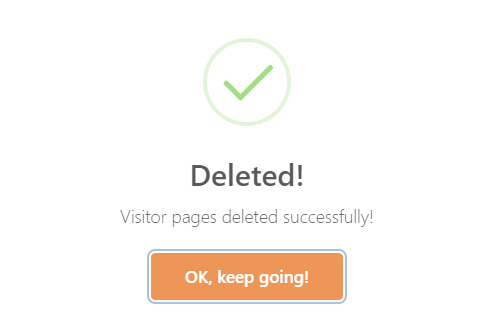 Deleted!
Visitor pages deleted successfully!
OK, keep going!